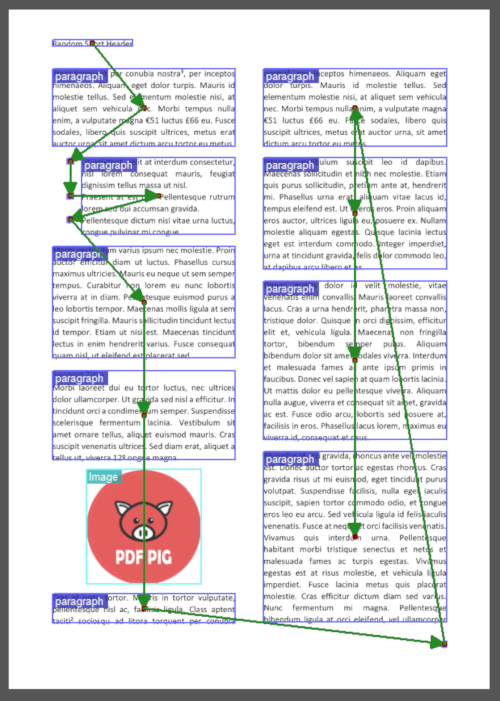 Random Short Header
paragraph per conubia nostra³, per inceptos
himenaeos. Aliquam eget dolor turpis. Mauris id
molestie tellus. Sed elementum molestie nisi, at
aliquet sem vehicula nec. Morbi tempus nulla
enim, a vulputate magna €51 luctus £66 eu. Fusce
sodales, libero quis suscipit ultrices, metus erat
auctor urna, sit amet dictum arcu tortor eu metus
paragraph at interdum consectetur,
nisl lorem consequat mauris, feugiat
dignissim tellus massa ut nisl.
Praesent at est Pellentesque rutrum
lorem sed dui accumsan gravida.
Pellentesque dictum nisl vitae urna luctus,
congue pulvinar mi congue
paragraph varius ipsum nec molestie. Proin
auctor efficitur diam ut luctus. Phasellus cursus
maximus ultricies. Mauris eu neque ut sem semper
tempus. Curabitur non lorem eu nunc lobortis
viverra at in diam. Pellentesque euismod purus a
leo lobortis tempor. Maecenas mollis ligula at sem
suscipit fringilla. Mauris sollicitudin tincidunt lectus
id tempor. Etiam ut nisi est. Maecenas tincidunt
lectus in hendrerit varius. Fusce consequat
quam nisl, ut eleifend est placerat sed
paragraph
Morbi laoreet dui eu tortor luctus, nec ultrices
dolor ullamcorper. Ut gravida sed nisl a efficitur. In
tincidunt orci a condimentum semper. Suspendisse
scelerisque fermentum lacinia. Vestibulum sit
amet ornare tellus, aliquet euismod mauris. Cras
suscipit venenatis ultrices. Sed diam erat, aliquam a
tellus ut, viverra 12⁸ congue magna.
Image
PDF PIG
paragraph tortor. Mauris in tortor vulputate,
pellentesque nisl ac, facilisis ligula. Class aptent
taciti² sociosqu ad litora torquent per conubia
paragraph inceptos himenaeos. Aliquam eget
dolor turpis. Mauris id molestie tellus. Sed
elementum molestie nisi, at aliquet sem vehicula
nec. Morbi tempus nulla enim, a vulputate magna
€51 luctus £66 eu. Fusce sodales, libero quis
suscipit ultrices, metus erat auctor urna, sit amet
paragraph suscipit leo id dapibus.
Maecenas sollicitudin et nibh nec molestie. Duis
quis purus sollicitudin, pretium ante at, hendrerit
mi. Phasellus urna erat, aliquam vitae lacus id,
tempus eleifend est. Ut eros eros. Proin aliquam
eros auctor, ultrices ligula eu, posuere ex. Nullam
molestie aliquam egestas. Quisque lacinia lectus
eget est interdum commodo. Integer imperdiet,
urna at tincidunt gravida, felis dolor commodo leo,
at dapibus arcu libero et ex
paragraph dolor id velit molestie, vitae
venenatis enim convallis. Mauris laoreet convallis
lacus. Cras a urna hendrerit, pharetra massa non,
tristique dolor. Quisque in orci dignissim, efficitur
elit et, vehicula ligula. Maecenas non fringilla
tortor, bibendum semper purus. Aliquam
bibendum dolor id sodales viverra. Interdum
et malesuada fames ac ante ipsum primis in
faucibus. Donec vel sapien at quam lobortis lacinia.
Ut mattis dolor eu pellentesque ultricies. Aliquam
nulla augue, viverra et consequat sit amet, gravida
ac est. Fusce odio arcu, lobortis sed posuere at,
facilisis in eros. Phasellus lacus lorem, maximus eu
viverra id, consequat et risus
paragraph gravida, rhoncus ante vel molestie
est. Donec auctor tortor ac egestas rhoncus. Cras
gravida risus ut mi euismod, eget tincidunt purus
volutpat. Suspendisse facilisis, nulla eget iaculis
suscipit, sapien tortor commodo odio, et congue
eros leo eu arcu. Sed vehicula ligula id felis iaculis
venenatis. Fusce at neque ut orci facilisis venenatis.
Vivamus quis interdum urna. Pellentesque
habitant morbi tristique senectus et netus et
malesuada fames ac turpis egestas. Vivamus
egestas est at risus molestie, et vehicula ligula
imperdiet. Fusce lacinia metus quis placerat
molestie. Cras efficitur dictum diam sed varius.
Nunc fermentum mi magna. Pellentesque
bibendum ligula at orci eleifend, vel ullamcorper